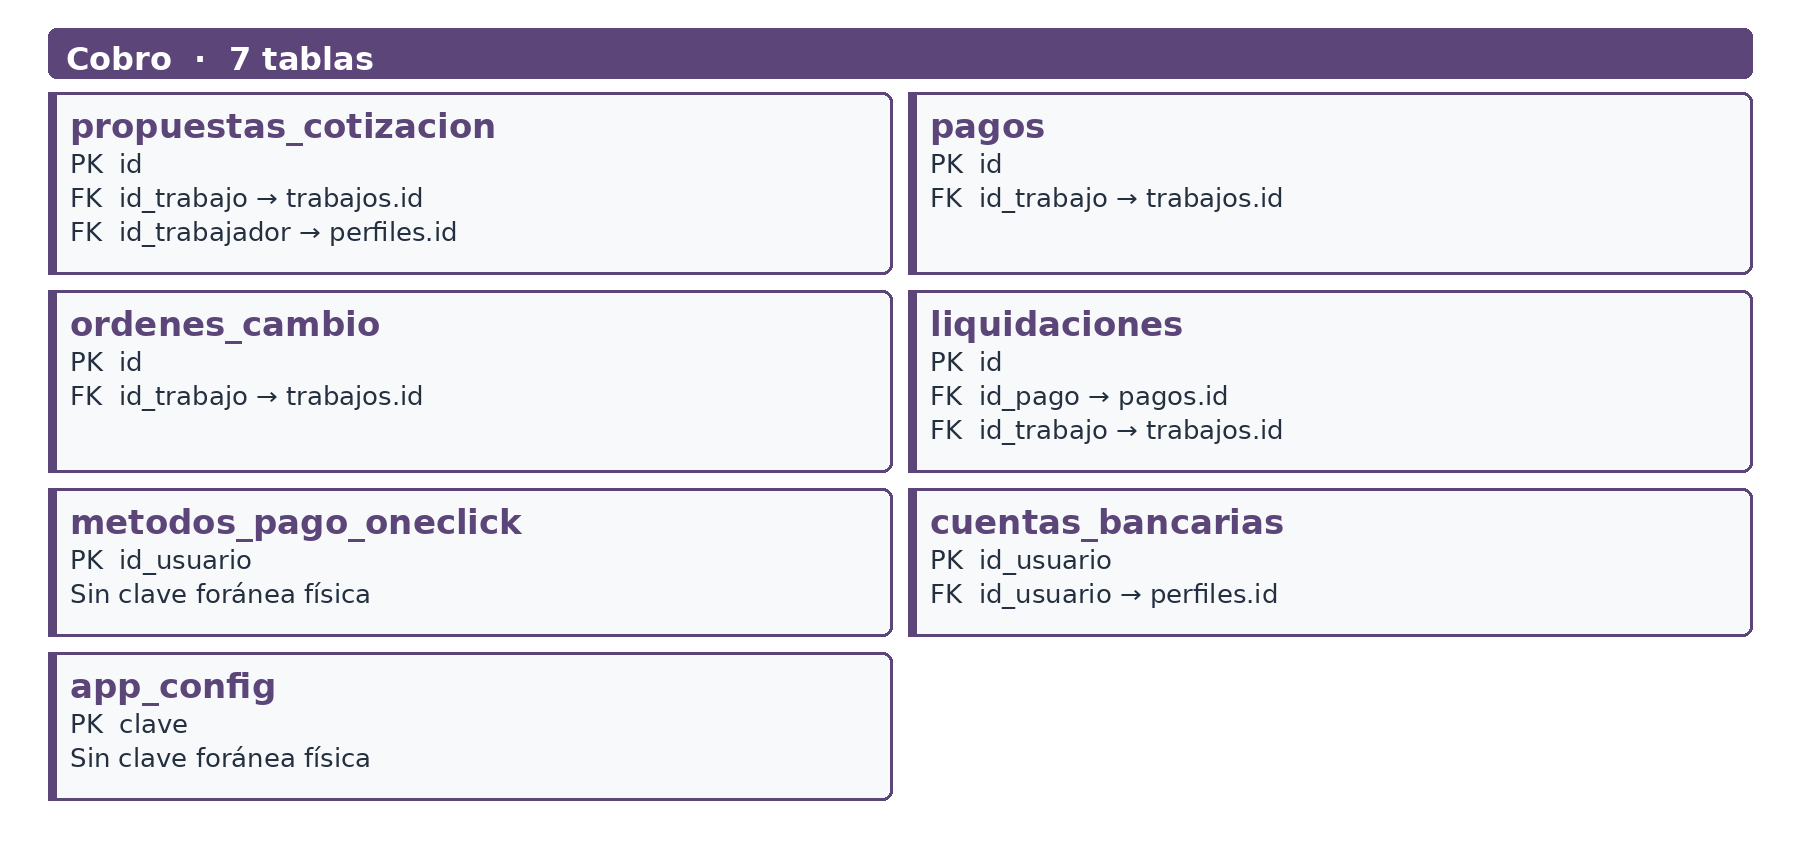 Cobro · 7 tablas
propuestas_cotizacion
PK id
FK id_trabajo → trabajos.id
FK id_trabajador → perfiles.id
pagos
PK id
FK id_trabajo → trabajos.id
ordenes_cambio
PK id
FK id_trabajo → trabajos.id
liquidaciones
PK id
FK id_pago → pagos.id
FK id_trabajo → trabajos.id
metodos_pago_oneclick
PK id_usuario
Sin clave foránea física
cuentas_bancarias
PK id_usuario
FK id_usuario → perfiles.id
app_config
PK clave
Sin clave foránea física